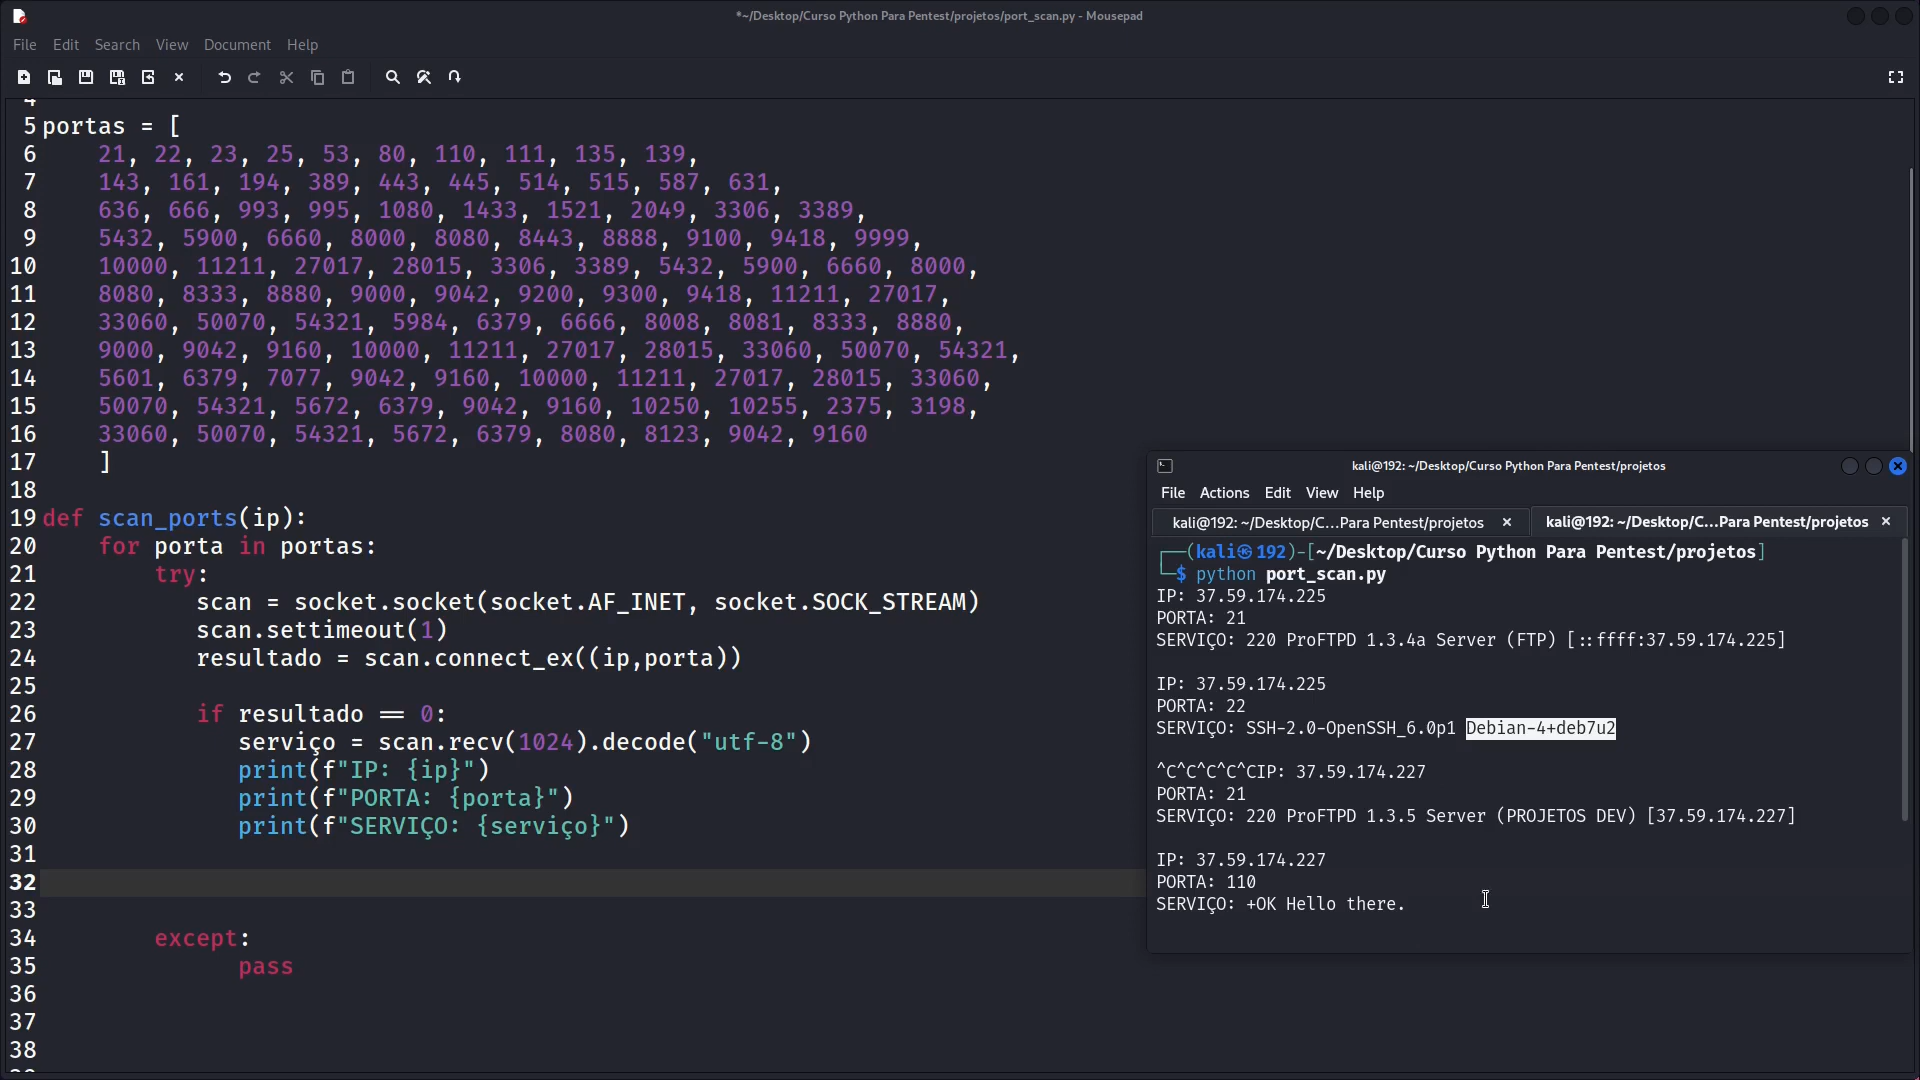 *~/Desktop/Curso Python Para Pentest/projetos/port_scan.py - Mousepad
File Edit Search View Document Help
4
5 portas = [
6 21, 22, 23, 25, 53, 80, 110, 111, 135, 139,
7 143, 161, 194, 389, 443, 445, 514, 515, 587, 631,
8 636, 666, 993, 995, 1080, 1433, 1521, 2049, 3306, 3389,
9 5432, 5900, 6660, 8000, 8080, 8443, 8888, 9100, 9418, 9999,
10 10000, 11211, 27017, 28015, 3306, 3389, 5432, 5900, 6660, 8000,
11 8080, 8333, 8880, 9000, 9042, 9200, 9300, 9418, 11211, 27017,
12 33060, 50070, 54321, 5984, 6379, 6666, 8008, 8081, 8333, 8880,
13 9000, 9042, 9160, 10000, 11211, 27017, 28015, 33060, 50070, 54321,
14 5601, 6379, 7077, 9042, 9160, 10000, 11211, 27017, 28015, 33060,
15 50070, 54321, 5672, 6379, 9042, 9160, 10250, 10255, 2375, 3198,
16 33060, 50070, 54321, 5672, 6379, 8080, 8123, 9042, 9160
17 ]
18
19 def scan_ports(ip):
20 for porta in portas:
21 try:
22 scan = socket.socket(socket.AF_INET, socket.SOCK_STREAM)
23 scan.settimeout(1)
24 resultado = scan.connect_ex((ip,porta))
25
26 if resultado == 0:
27 serviço = scan.recv(1024).decode("utf-8")
28 print(f"IP: {ip}")
29 print(f"PORTA: {porta}")
30 print(f"SERVIÇO: {serviço}")
31
32
33
34 except:
35 pass
36
37
38
kali@192: ~/Desktop/Curso Python Para Pentest/projetos
File Actions Edit View Help
kali@192: ~/Desktop/C...Para Pentest/projetos × kali@192: ~/Desktop/C...Para Pentest/projetos ×
┌──(kali㉿192)-[~/Desktop/Curso Python Para Pentest/projetos]
└─$ python port_scan.py
IP: 37.59.174.225
PORTA: 21
SERVIÇO: 220 ProFTPD 1.3.4a Server (FTP) [::ffff:37.59.174.225]
IP: 37.59.174.225
PORTA: 22
SERVIÇO: SSH-2.0-OpenSSH_6.0p1 Debian-4+deb7u2
^C^C^C^C^CIP: 37.59.174.227
PORTA: 21
SERVIÇO: 220 ProFTPD 1.3.5 Server (PROJETOS DEV) [37.59.174.227]
IP: 37.59.174.227
PORTA: 110
SERVIÇO: +OK Hello there.